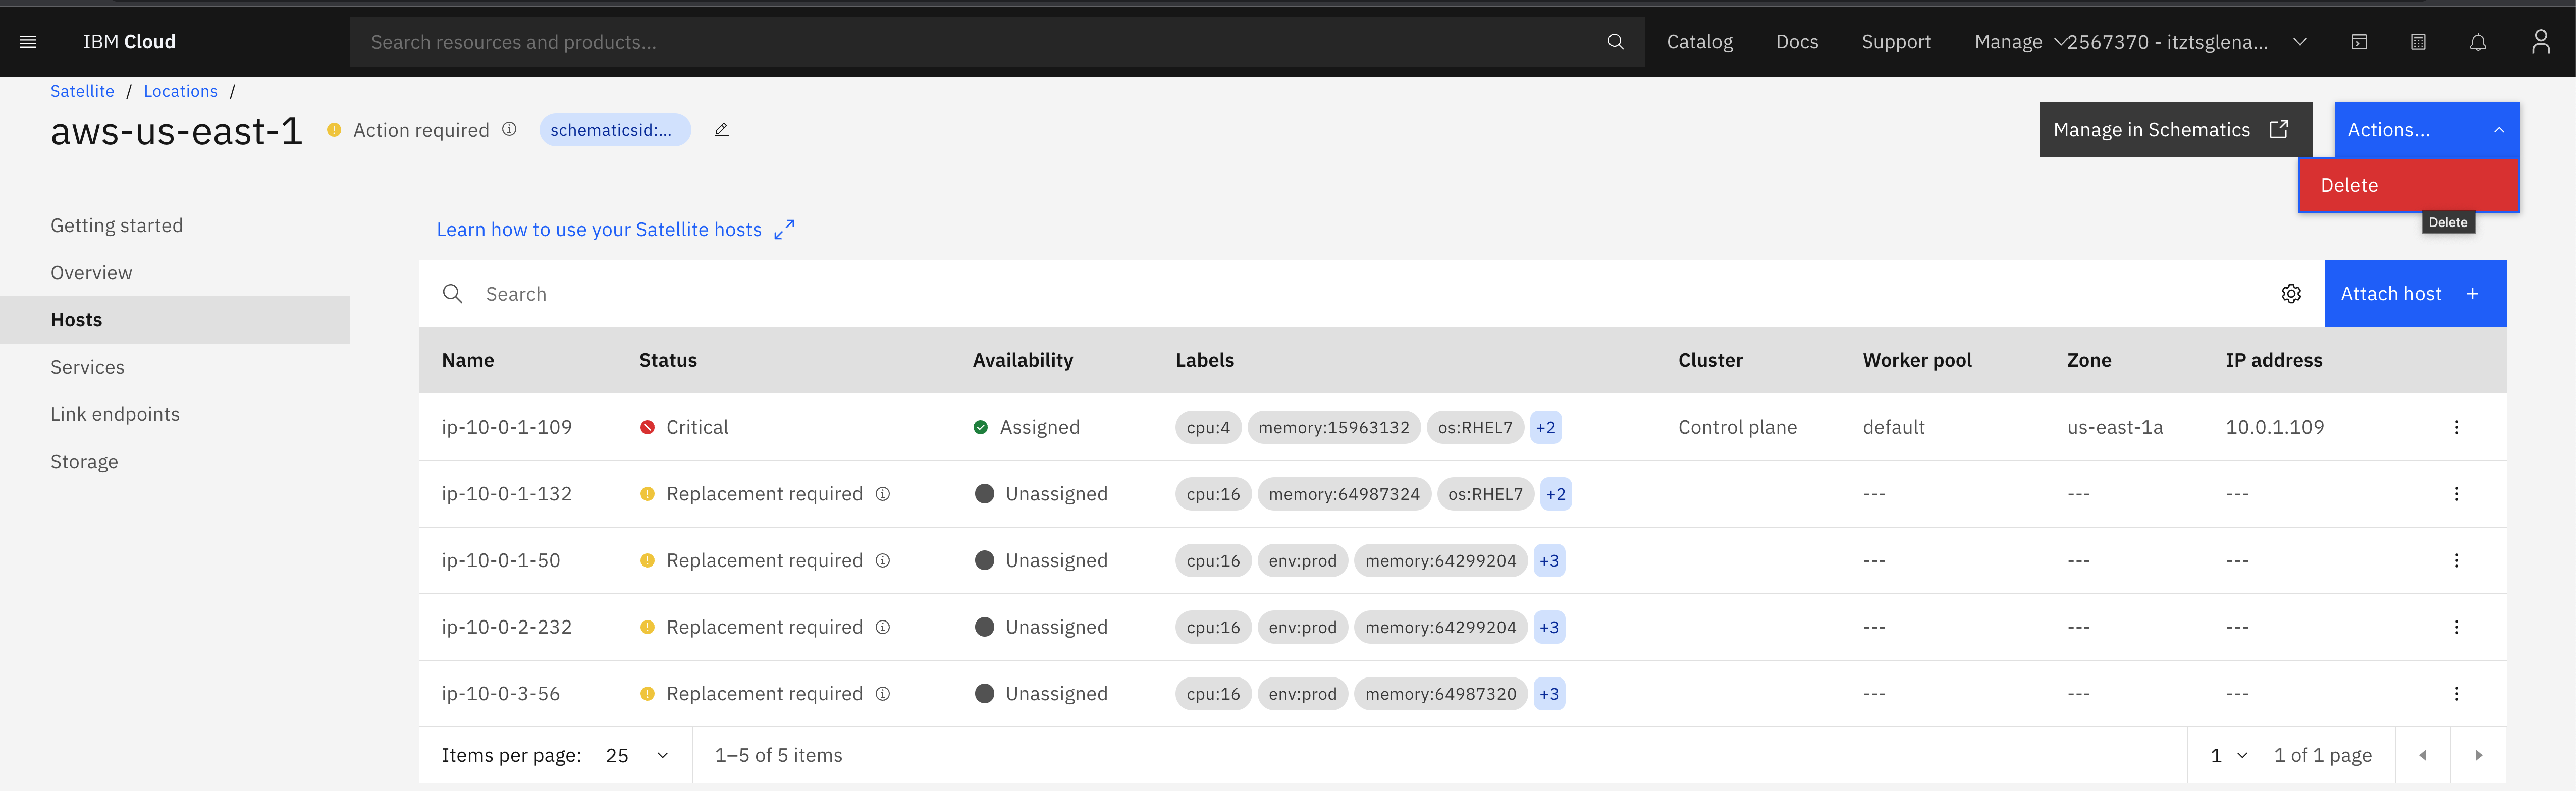 IBM Cloud Search resources and products... Catalog Docs Support Manage 2567370 - itztsglena...
Satellite / Locations /
aws-us-east-1 Action required schematicsid:... Manage in Schematics Actions...
Delete
Delete
Getting started
Overview
Hosts
Services
Link endpoints
Storage
Learn how to use your Satellite hosts
Search Attach host +
Name Status Availability Labels Cluster Worker pool Zone IP address
ip-10-0-1-109 Critical Assigned cpu:4 memory:15963132 os:RHEL7 +2 Control plane default us-east-1a 10.0.1.109
ip-10-0-1-132 Replacement required Unassigned cpu:16 memory:64987324 os:RHEL7 +2 --- --- ---
ip-10-0-1-50 Replacement required Unassigned cpu:16 env:prod memory:64299204 +3 --- --- ---
ip-10-0-2-232 Replacement required Unassigned cpu:16 env:prod memory:64299204 +3 --- --- ---
ip-10-0-3-56 Replacement required Unassigned cpu:16 env:prod memory:64987320 +3 --- --- ---
Items per page: 25 1–5 of 5 items 1 1 of 1 page